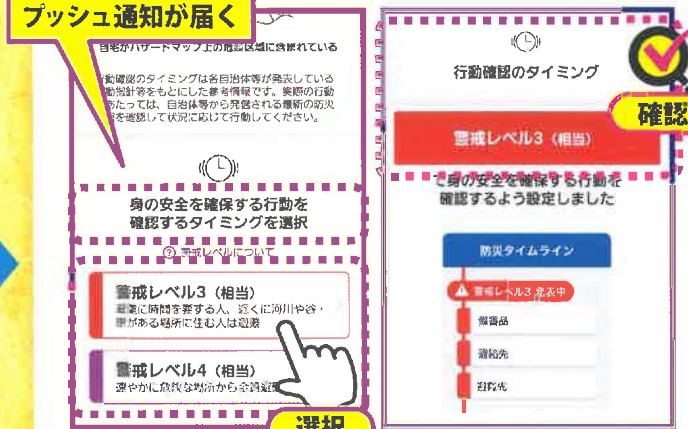 プッシュ通知が届く
自宅がハザードマップ上の危険区域に含まれている
動確認のタイミングは各自治体等が発表している
動指針等をもとにした参考情報です。実際の行動
あたっては、自治体等から発信される最新の防災
を確認して状況に応じて行動してください。
身の安全を確保する行動を
確認するタイミングを選択
? 警戒レベルについて
警戒レベル3（相当）
避難に時間を要する人、近くに河川や谷・
崖がある場所に住む人は避難
警戒レベル4（相当）
速やかに危険な場所から全員避
選択
行動確認のタイミング
確認
警戒レベル3（相当）
で身の安全を確保する行動を
確認するよう設定しました
防災タイムライン
警戒レベル3 発表中
備蓄品
連絡先
避難先